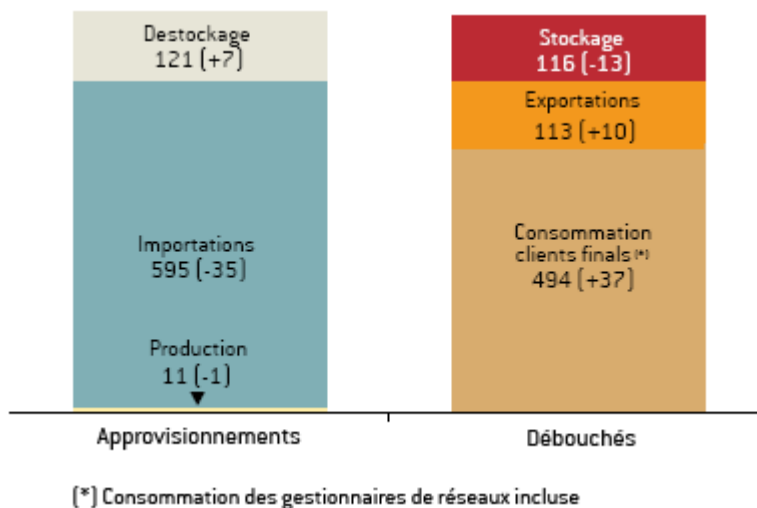 Destockage
121 (+7)
Importations
595 (-35)
Production
11 (-1)
Stockage
116 (-13)
Exportations
113 (+10)
Consommation
clients finals (*)
494 (+37)
Approvisionnements
Débouchés
(*) Consommation des gestionnaires de réseaux incluse